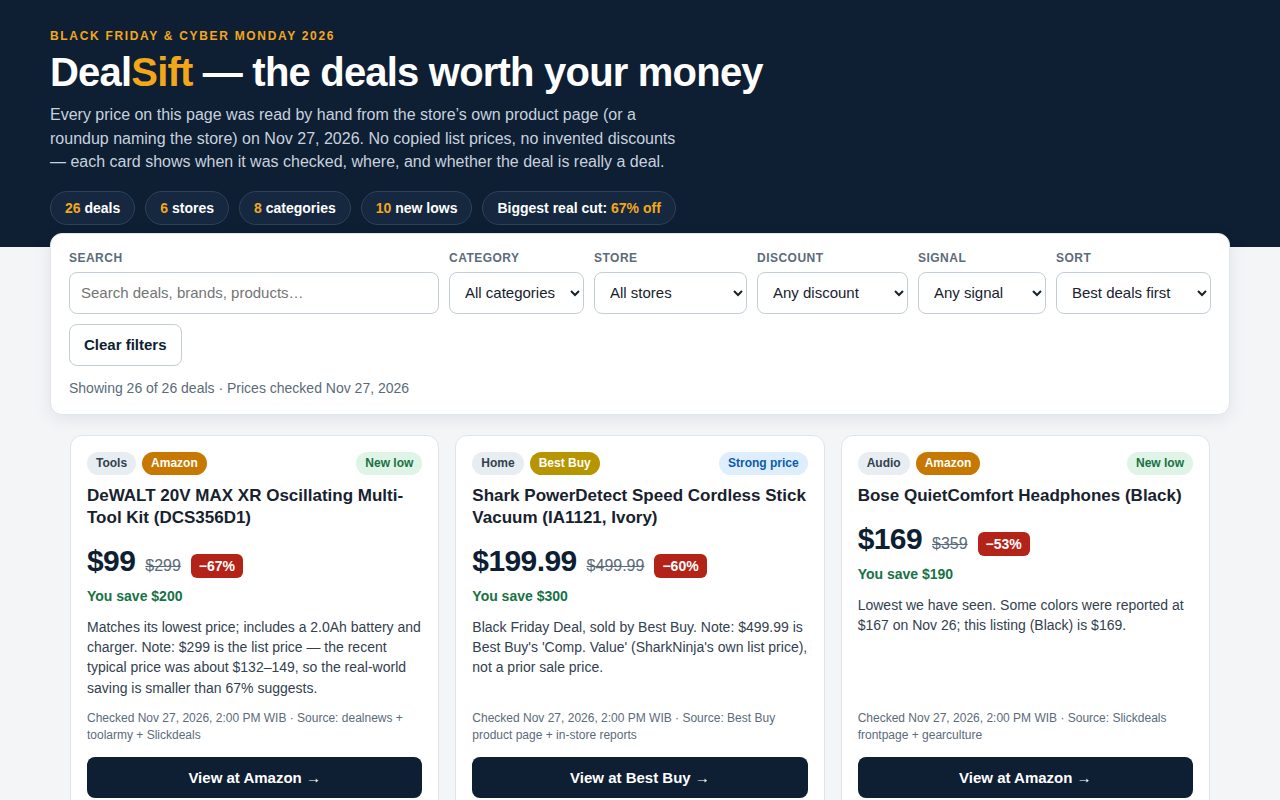 BLACK FRIDAY & CYBER MONDAY 2026
DealSift — the deals worth your money
Every price on this page was read by hand from the store’s own product page (or a
roundup naming the store) on Nov 27, 2026. No copied list prices, no invented discounts
— each card shows when it was checked, where, and whether the deal is really a deal.
26 deals
6 stores
8 categories
10 new lows
Biggest real cut: 67% off
SEARCH
Search deals, brands, products…
CATEGORY
All categories
STORE
All stores
DISCOUNT
Any discount
SIGNAL
Any signal
SORT
Best deals first
Clear filters
Showing 26 of 26 deals · Prices checked Nov 27, 2026
Tools Amazon New low
DeWALT 20V MAX XR Oscillating Multi-
Tool Kit (DCS356D1)
$99 $299 −67%
You save $200
Matches its lowest price; includes a 2.0Ah battery and
charger. Note: $299 is the list price — the recent
typical price was about $132–149, so the real-world
saving is smaller than 67% suggests.
Checked Nov 27, 2026, 2:00 PM WIB · Source: dealnews +
toolarmy + Slickdeals
View at Amazon →
Home Best Buy Strong price
Shark PowerDetect Speed Cordless Stick
Vacuum (IA1121, Ivory)
$199.99 $499.99 −60%
You save $300
Black Friday Deal, sold by Best Buy. Note: $499.99 is
Best Buy's 'Comp. Value' (SharkNinja's own list price),
not a prior sale price.
Checked Nov 27, 2026, 2:00 PM WIB · Source: Best Buy
product page + in-store reports
View at Best Buy →
Audio Amazon New low
Bose QuietComfort Headphones (Black)
$169 $359 −53%
You save $190
Lowest we have seen. Some colors were reported at
$167 on Nov 26; this listing (Black) is $169.
Checked Nov 27, 2026, 2:00 PM WIB · Source: Slickdeals
frontpage + gearculture
View at Amazon →